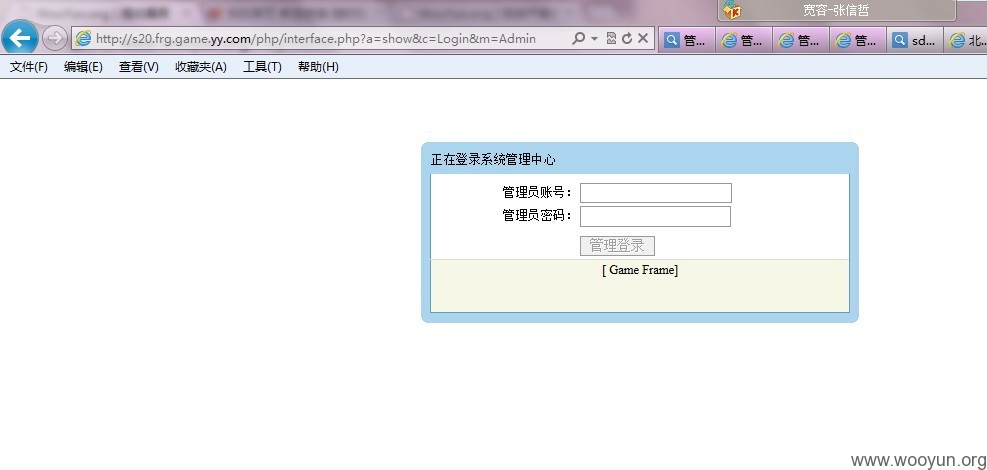 宽容-张信哲
http://s20.frg.game.yy.com/php/interface.php?a=show&c=Login&m=Admin
管...
管...
管...
管...
sd...
北
文件(F) 编辑(E) 查看(V) 收藏夹(A) 工具(T) 帮助(H)
正在登录系统管理中心
管理员账号：
管理员密码：
管理登录
[ Game Frame]
www.wooyun.org